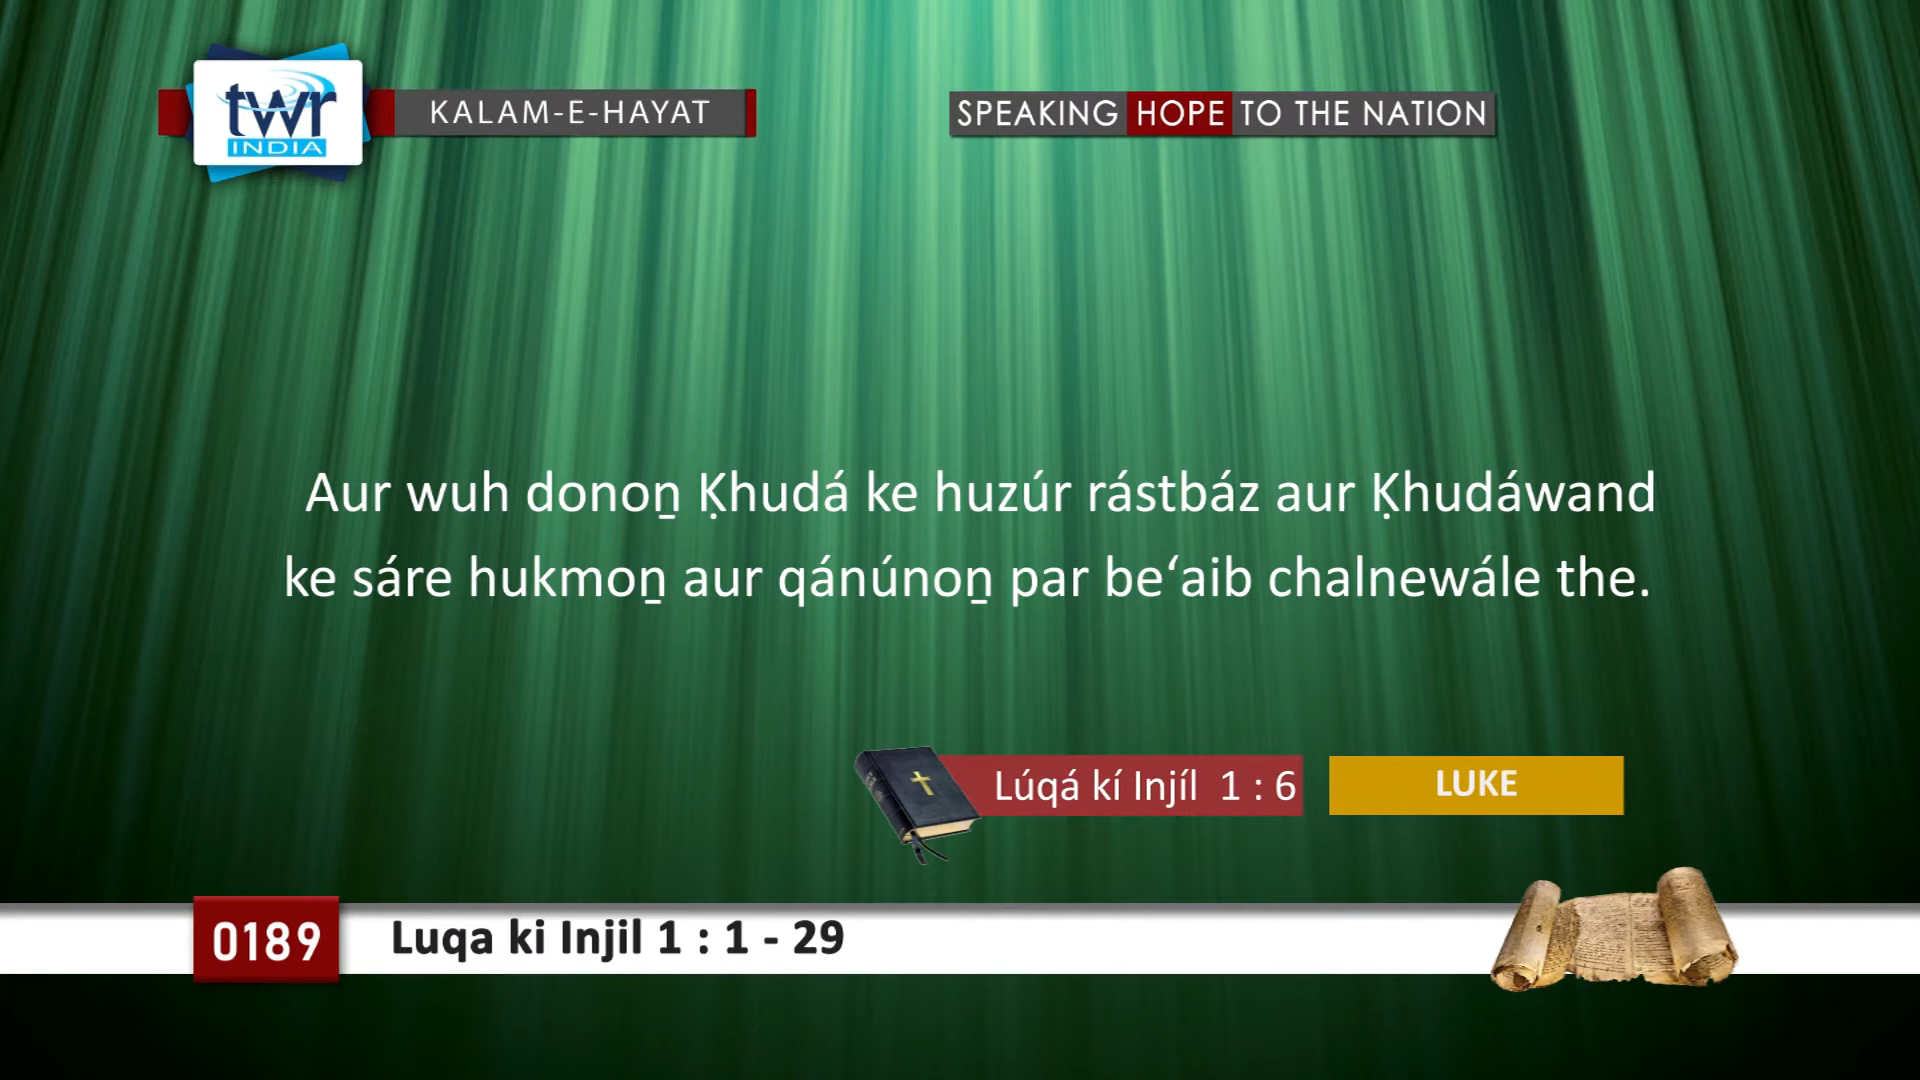 twr
INDIA
KALAM-E-HAYAT
SPEAKING HOPE TO THE NATION
Aur wuh donoṉ Ḳhudá ke huzúr rástbáz aur Ḳhudáwand
ke sáre hukmoṉ aur qánúnoṉ par be‘aib chalnewále the.
Lúqá kí Injíl 1 : 6
LUKE
0189
Luqa ki Injil 1 : 1 - 29